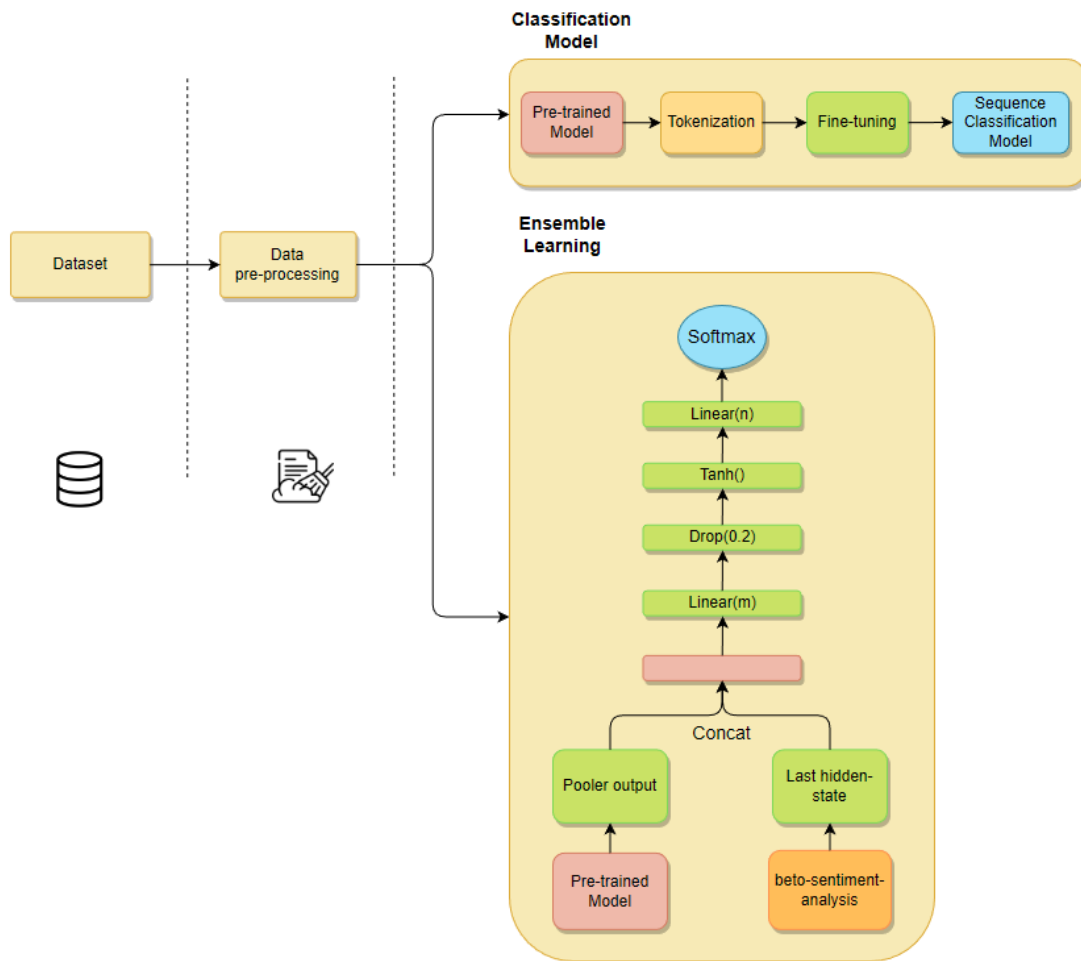 Classification
Model
Pre-trained
Model
Tokenization
Fine-tuning
Sequence
Classification
Model
Dataset
Data
pre-processing
Ensemble
Learning
Softmax
Linear(n)
Tanh()
Drop(0.2)
Linear(m)
Concat
Pooler output
Last hidden-
state
Pre-trained
Model
beto-sentiment-
analysis